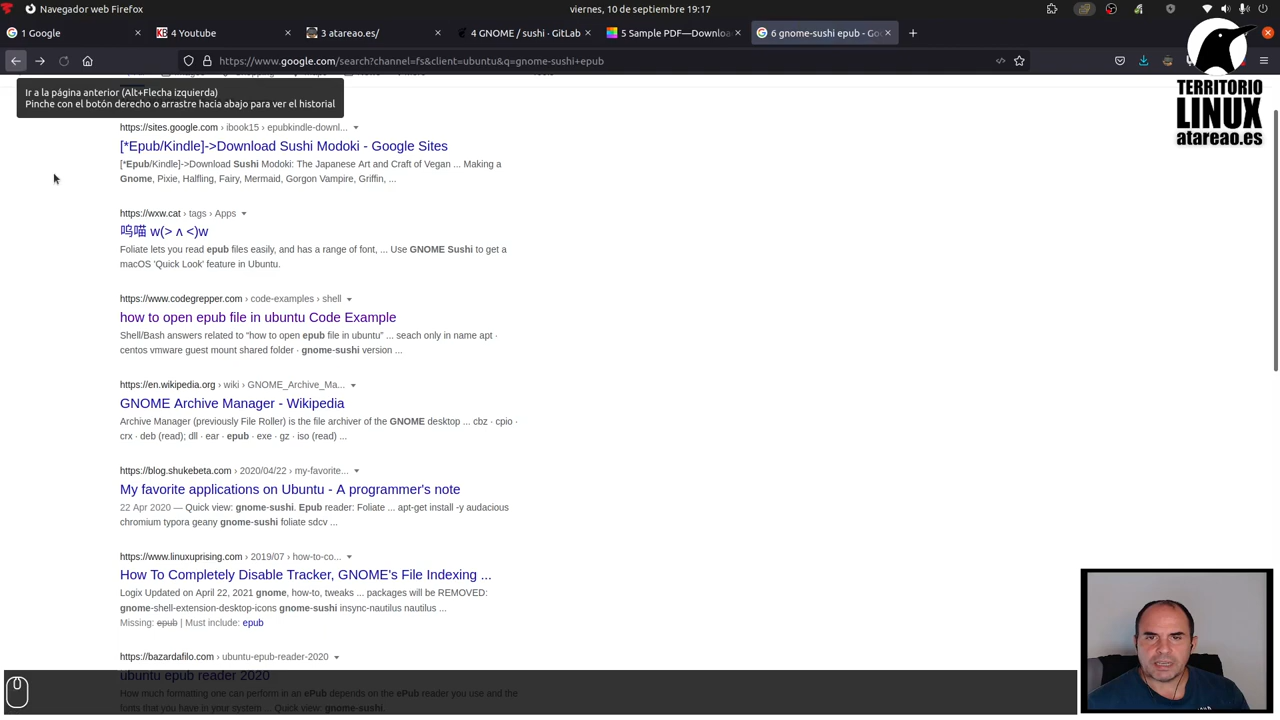 Navegador web Firefox
viernes, 10 de septiembre 19:17
1 Google
4 Youtube
3 atareao.es/
4 GNOME / sushi · GitLab
5 Sample PDF—Downloa
6 gnome-sushi epub - Go
https://www.google.com/search?channel=fs&client=ubuntu&q=gnome-sushi+epub
Ir a la página anterior (Alt+Flecha izquierda)
Pinche con el botón derecho o arrastre hacia abajo para ver el historial
TERRITORIO
LINUX
atareao.es
https://sites.google.com › ibook15 › epubkindle-downl...
[*Epub/Kindle]->Download Sushi Modoki - Google Sites
[*Epub/Kindle]->Download Sushi Modoki: The Japanese Art and Craft of Vegan ... Making a
Gnome, Pixie, Halfling, Fairy, Mermaid, Gorgon Vampire, Griffin, ...
https://wxw.cat › tags › Apps
呜喵 w(> ʌ <)w
Foliate lets you read epub files easily, and has a range of font, ... Use GNOME Sushi to get a
macOS 'Quick Look' feature in Ubuntu.
https://www.codegrepper.com › code-examples › shell
how to open epub file in ubuntu Code Example
Shell/Bash answers related to “how to open epub file in ubuntu” ... seach only in name apt ·
centos vmware guest mount shared folder · gnome-sushi version ...
https://en.wikipedia.org › wiki › GNOME_Archive_Ma...
GNOME Archive Manager - Wikipedia
Archive Manager (previously File Roller) is the file archiver of the GNOME desktop ... cbz · cpio ·
crx · deb (read); dll · ear · epub · exe · gz · iso (read) ...
https://blog.shukebeta.com › 2020/04/22 › my-favorite...
My favorite applications on Ubuntu - A programmer's note
22 Apr 2020 — Quick view: gnome-sushi. Epub reader: Foliate ... apt-get install -y audacious
chromium typora geany gnome-sushi foliate sdcv ...
https://www.linuxuprising.com › 2019/07 › how-to-co...
How To Completely Disable Tracker, GNOME's File Indexing ...
Logix Updated on April 22, 2021 gnome, how-to, tweaks ... packages will be REMOVED:
gnome-shell-extension-desktop-icons gnome-sushi insync-nautilus nautilus ...
Missing: epub | Must include: epub
https://bazardafilo.com › ubuntu-epub-reader-2020
ubuntu epub reader 2020
How much formatting one can perform in an ePub depends on the ePub reader you use and the
fonts that you have in your system ... Quick view: gnome-sushi.